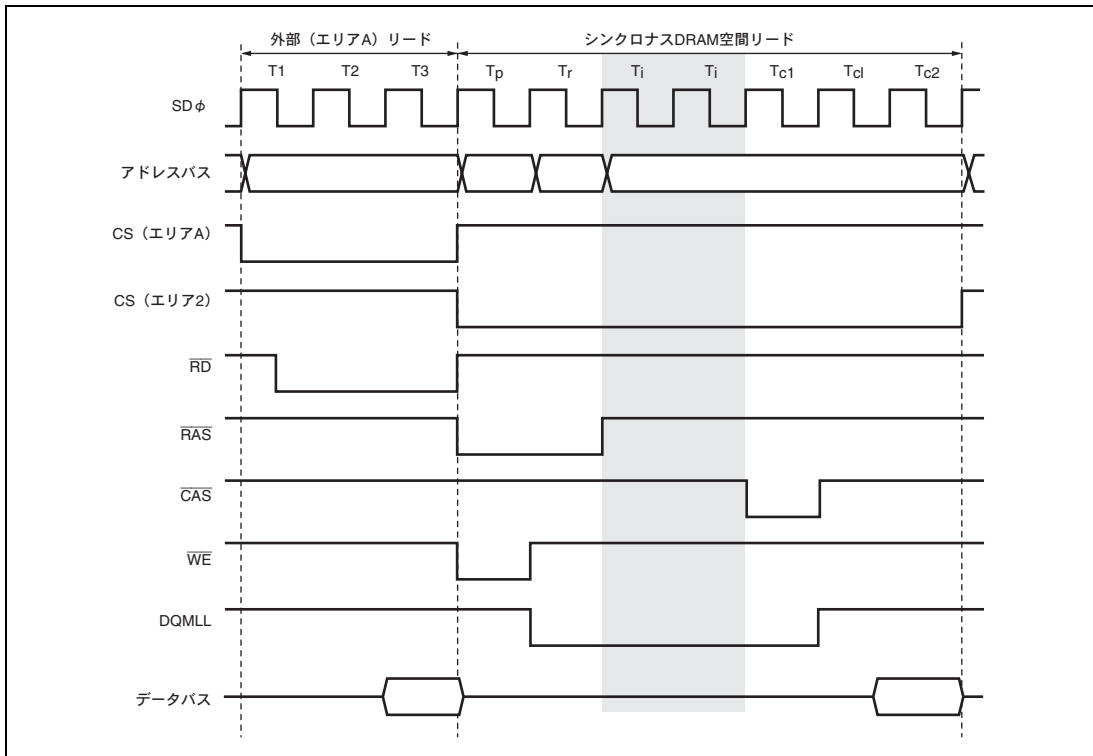 外部（エリアA）リード シンクロナスDRAM空間リード
T1 T2 T3 Tp Tr Ti Ti Tc1 Tcl Tc2
SDφ
アドレスバス
CS（エリアA）
CS（エリア2）
RD
RAS
CAS
WE
DQMLL
データバス